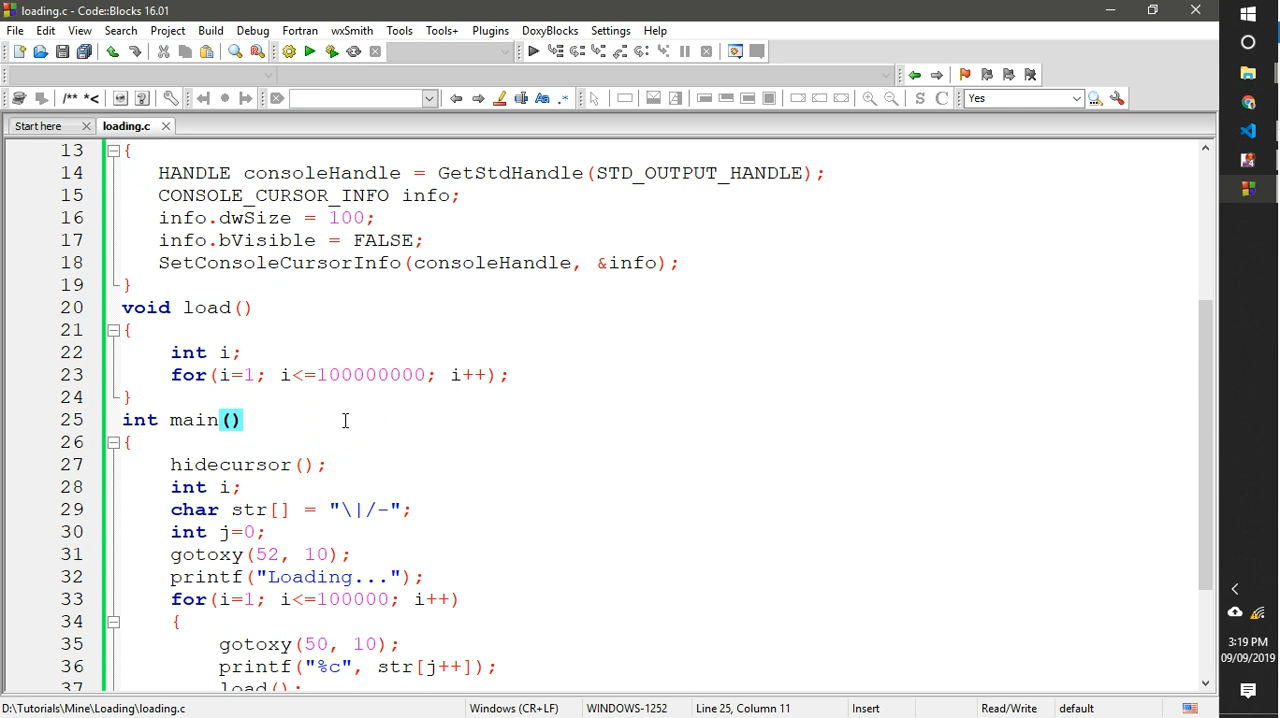 loading.c - Code::Blocks 16.01
File Edit View Search Project Build Debug Fortran wxSmith Tools Tools+ Plugins DoxyBlocks Settings Help
/** *< Aa .* S C Yes
Start here loading.c
13 {
14 HANDLE consoleHandle = GetStdHandle(STD_OUTPUT_HANDLE);
15 CONSOLE_CURSOR_INFO info;
16 info.dwSize = 100;
17 info.bVisible = FALSE;
18 SetConsoleCursorInfo(consoleHandle, &info);
19 }
20 void load()
21 {
22 int i;
23 for(i=1; i<=100000000; i++);
24 }
25 int main()
26 {
27 hidecursor();
28 int i;
29 char str[] = "\|/-";
30 int j=0;
31 gotoxy(52, 10);
32 printf("Loading...");
33 for(i=1; i<=100000; i++)
34 {
35 gotoxy(50, 10);
36 printf("%c", str[j++]);
37 load();
D:\Tutorials\Mine\Loading\loading.c Windows (CR+LF) WINDOWS-1252 Line 25, Column 11 Insert Read/Write default
3:19 PM
09/09/2019